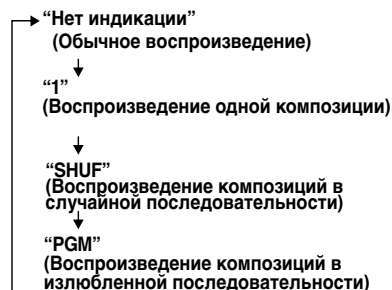 “Нет индикации”
(Обычное воспроизведение)
“1”
(Воспроизведение одной композиции)
“SHUF”
(Воспроизведение композиций в
случайной последовательности)
“PGM”
(Воспроизведение композиций в
излюбленной последовательности)